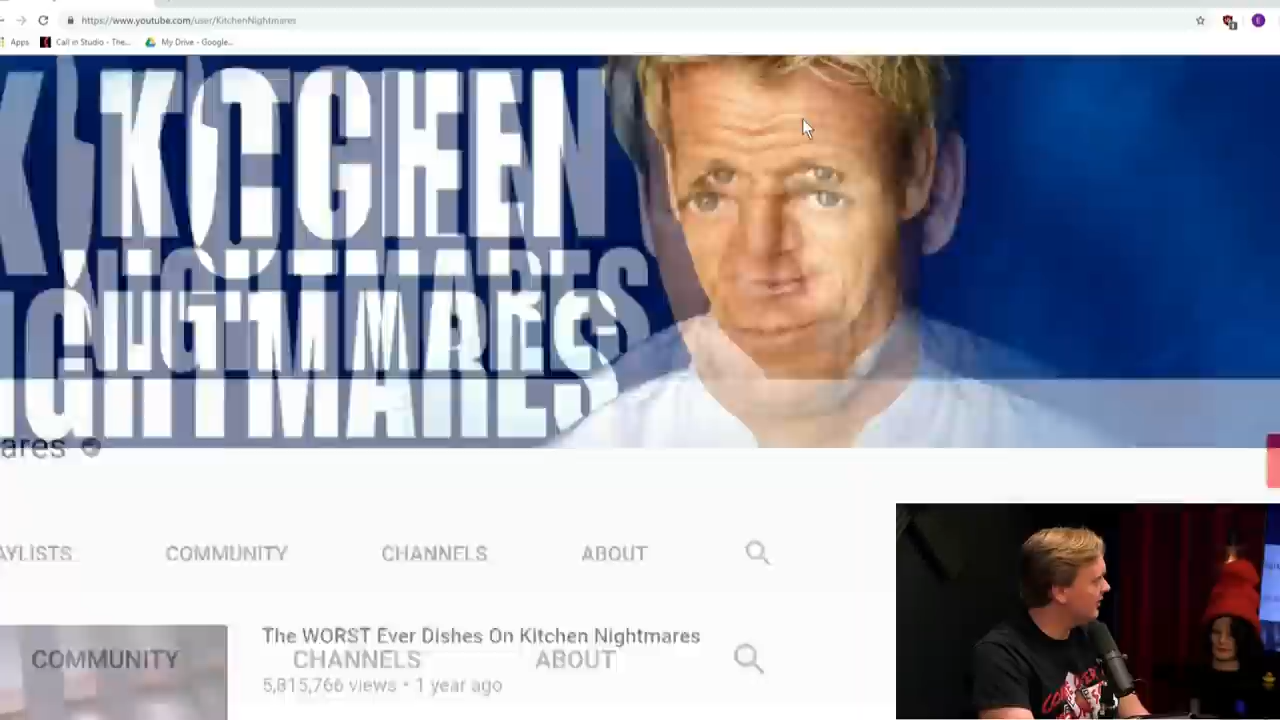 https://www.youtube.com/user/KitchenNightmares
Apps Call in Studio - The... My Drive - Google...
KITCHEN
NIGHTMARES
NIGHTMARES
ares
AYLISTS COMMUNITY CHANNELS ABOUT
The WORST Ever Dishes On Kitchen Nightmares
COMMUNITY CHANNELS ABOUT
5,815,766 views • 1 year ago